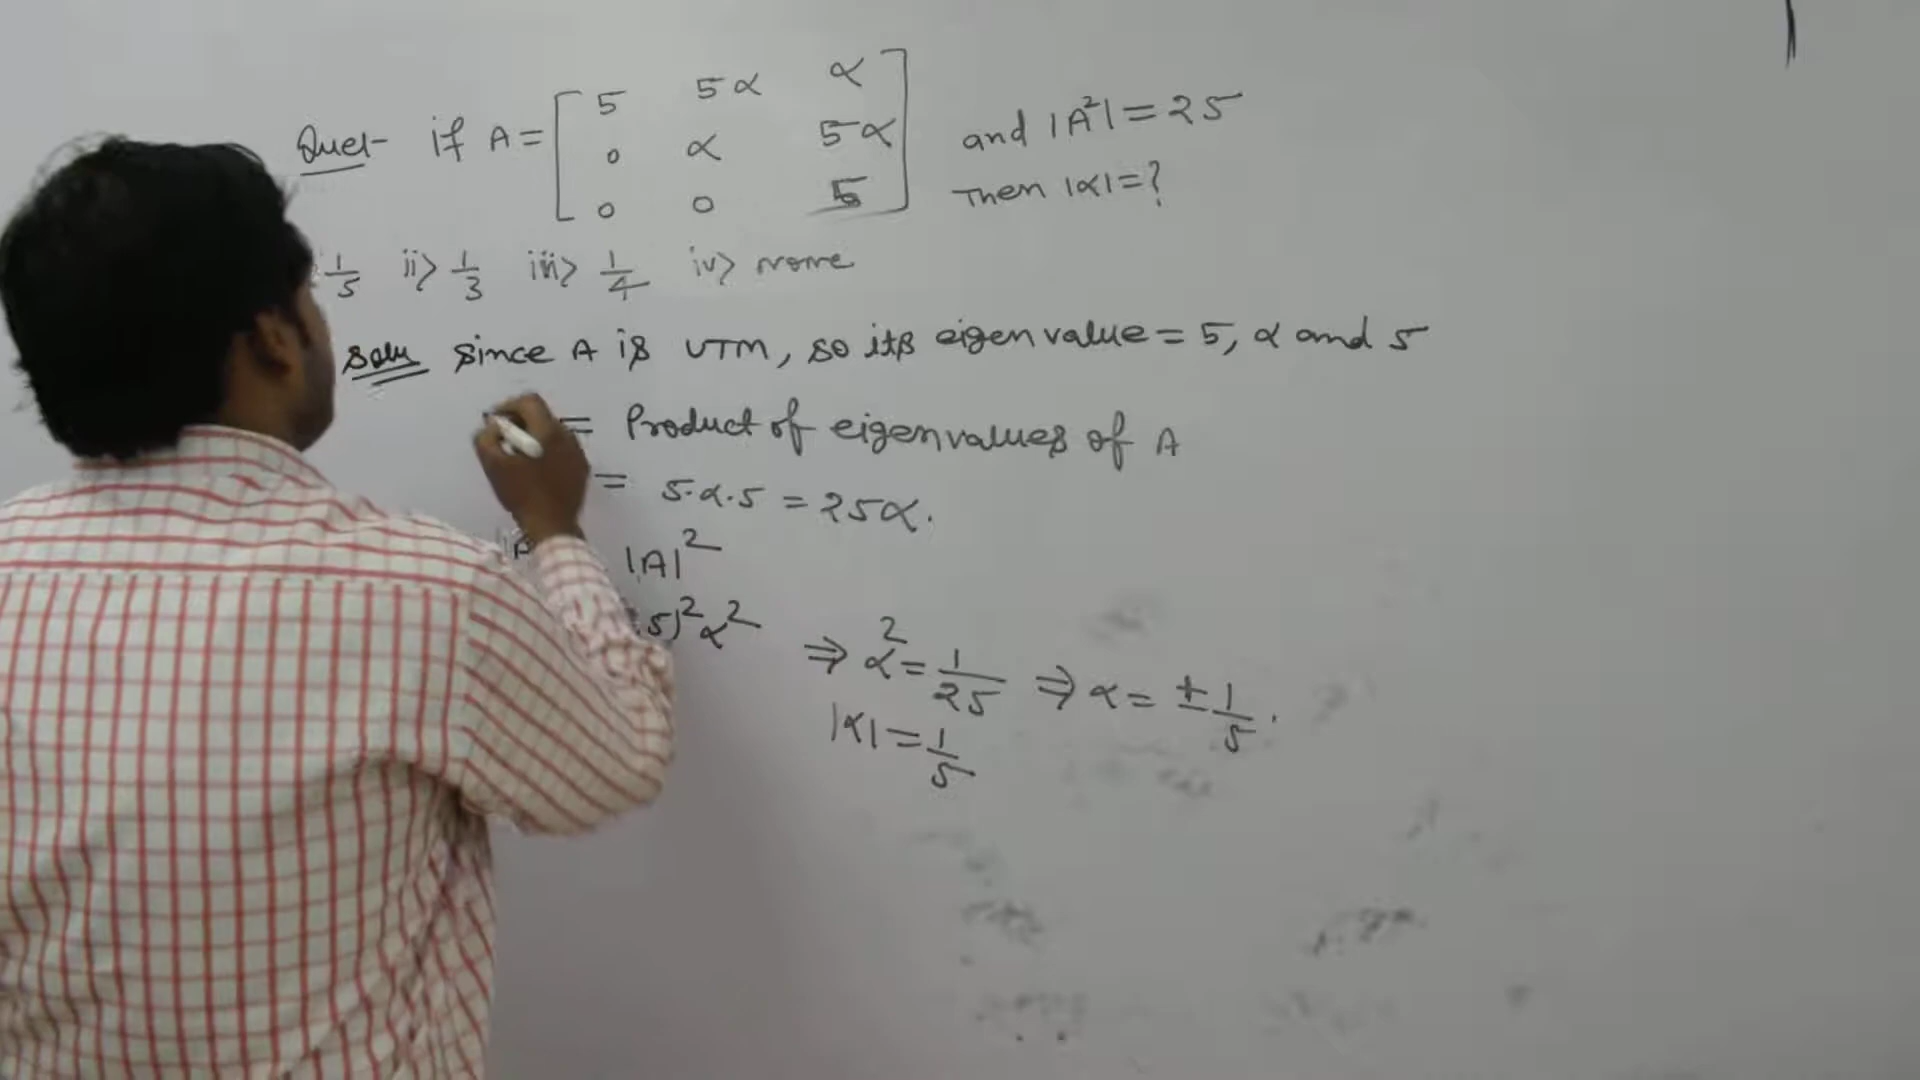 Ques- if A = [ 5 5α α
0 α 5α
0 0 5 ] and |A²| = 25
Then |α| = ?
1/5 ii> 1/3 iii> 1/4 iv> none
Soln since A is UTM, so its eigen value = 5, α and 5
= Product of eigenvalues of A
= 5.α.5 = 25α.
|A|²
5)²α² ⇒ α² = 1/25 ⇒ α = ± 1/5.
|α| = 1/5